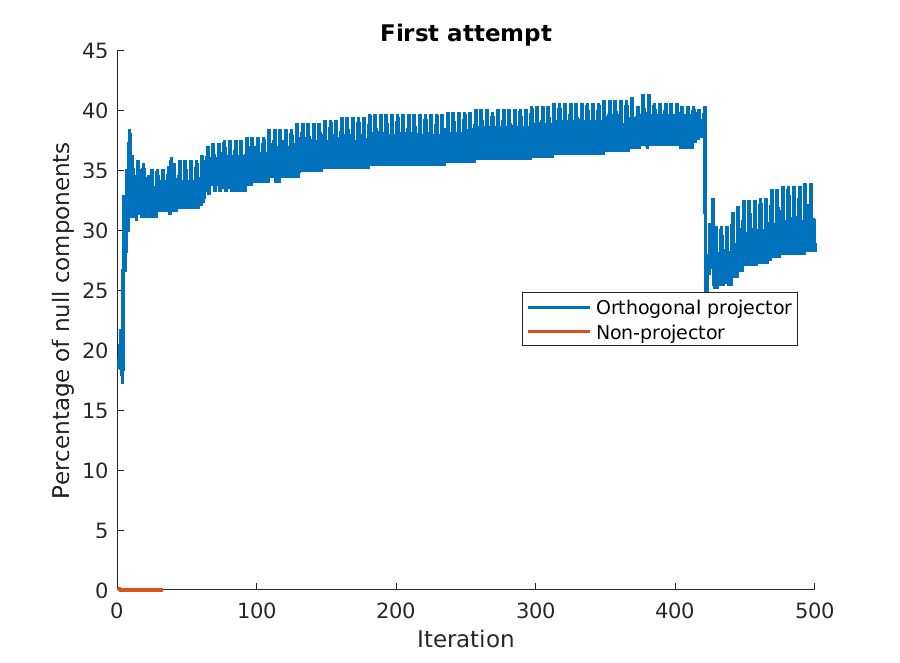 First attempt
Percentage of null components
45
40
35
30
25
20
15
10
5
0
Orthogonal projector
Non-projector
0 100 200 300 400 500
Iteration